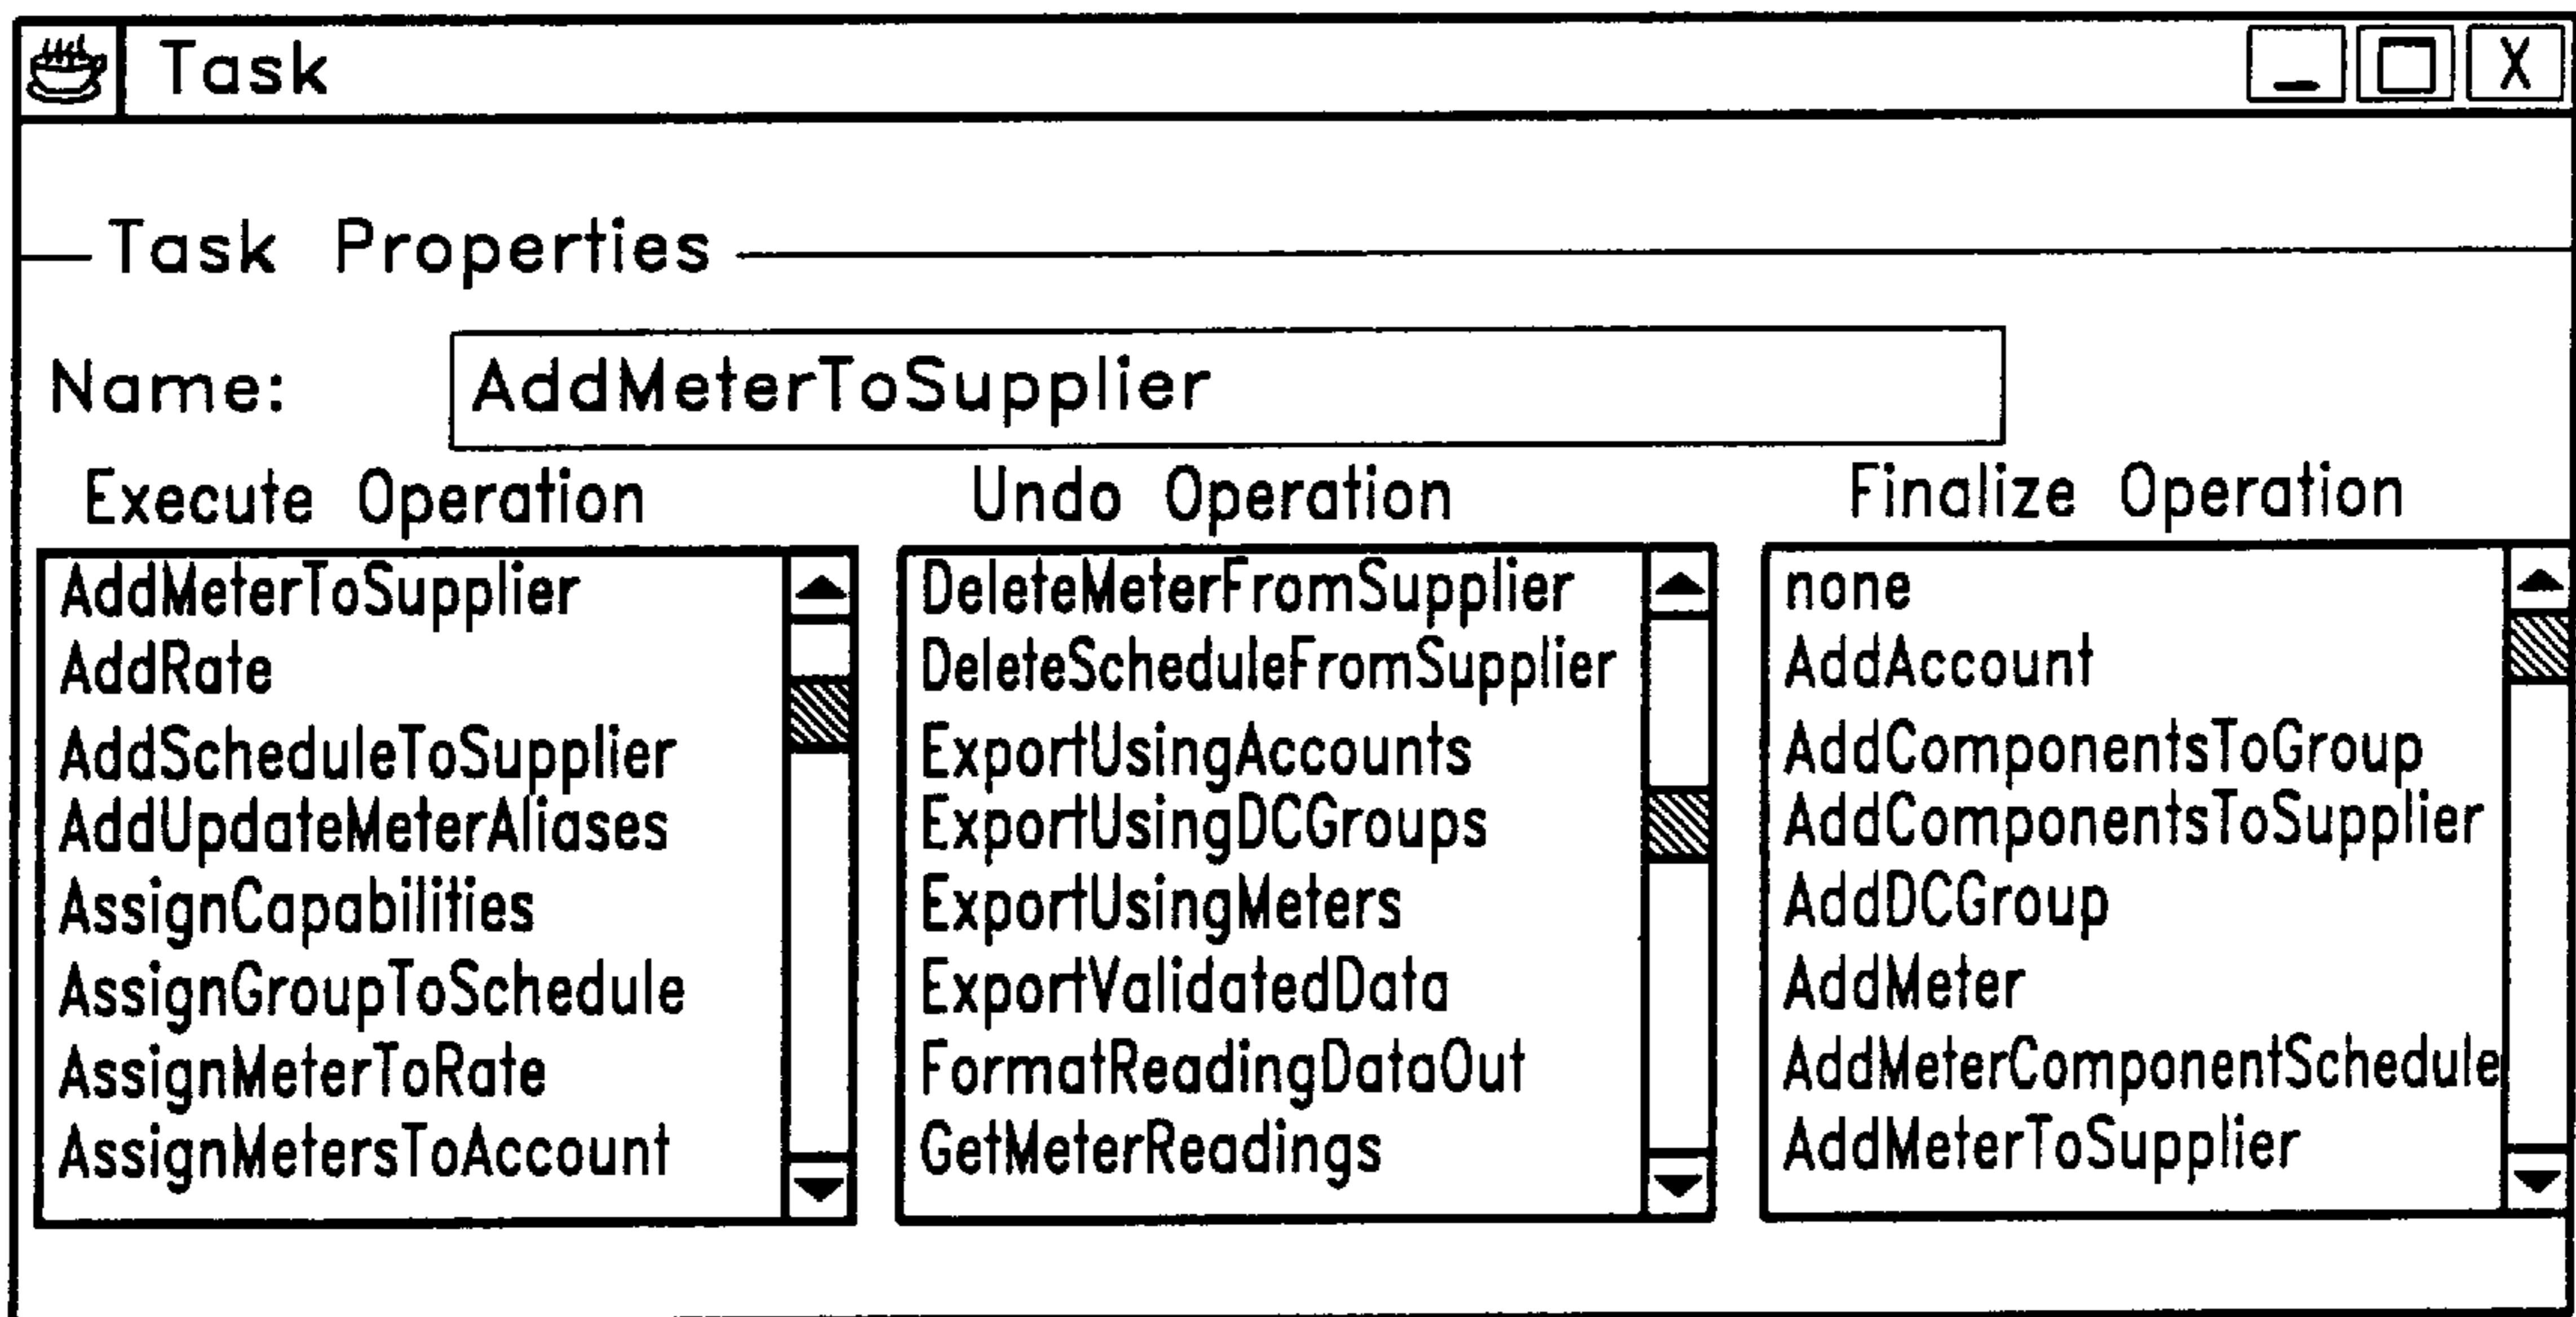 Task
X
Task Properties
Name:
AddMeterToSupplier
Execute Operation
AddMeterToSupplier
AddRate
AddScheduleToSupplier
AddUpdateMeterAliases
AssignCapabilities
AssignGroupToSchedule
AssignMeterToRate
AssignMetersToAccount
Undo Operation
DeleteMeterFromSupplier
DeleteScheduleFromSupplier
ExportUsingAccounts
ExportUsingDCGroups
ExportUsingMeters
ExportValidatedData
FormatReadingDataOut
GetMeterReadings
Finalize Operation
none
AddAccount
AddComponentsToGroup
AddComponentsToSupplier
AddDCGroup
AddMeter
AddMeterComponentSchedule
AddMeterToSupplier